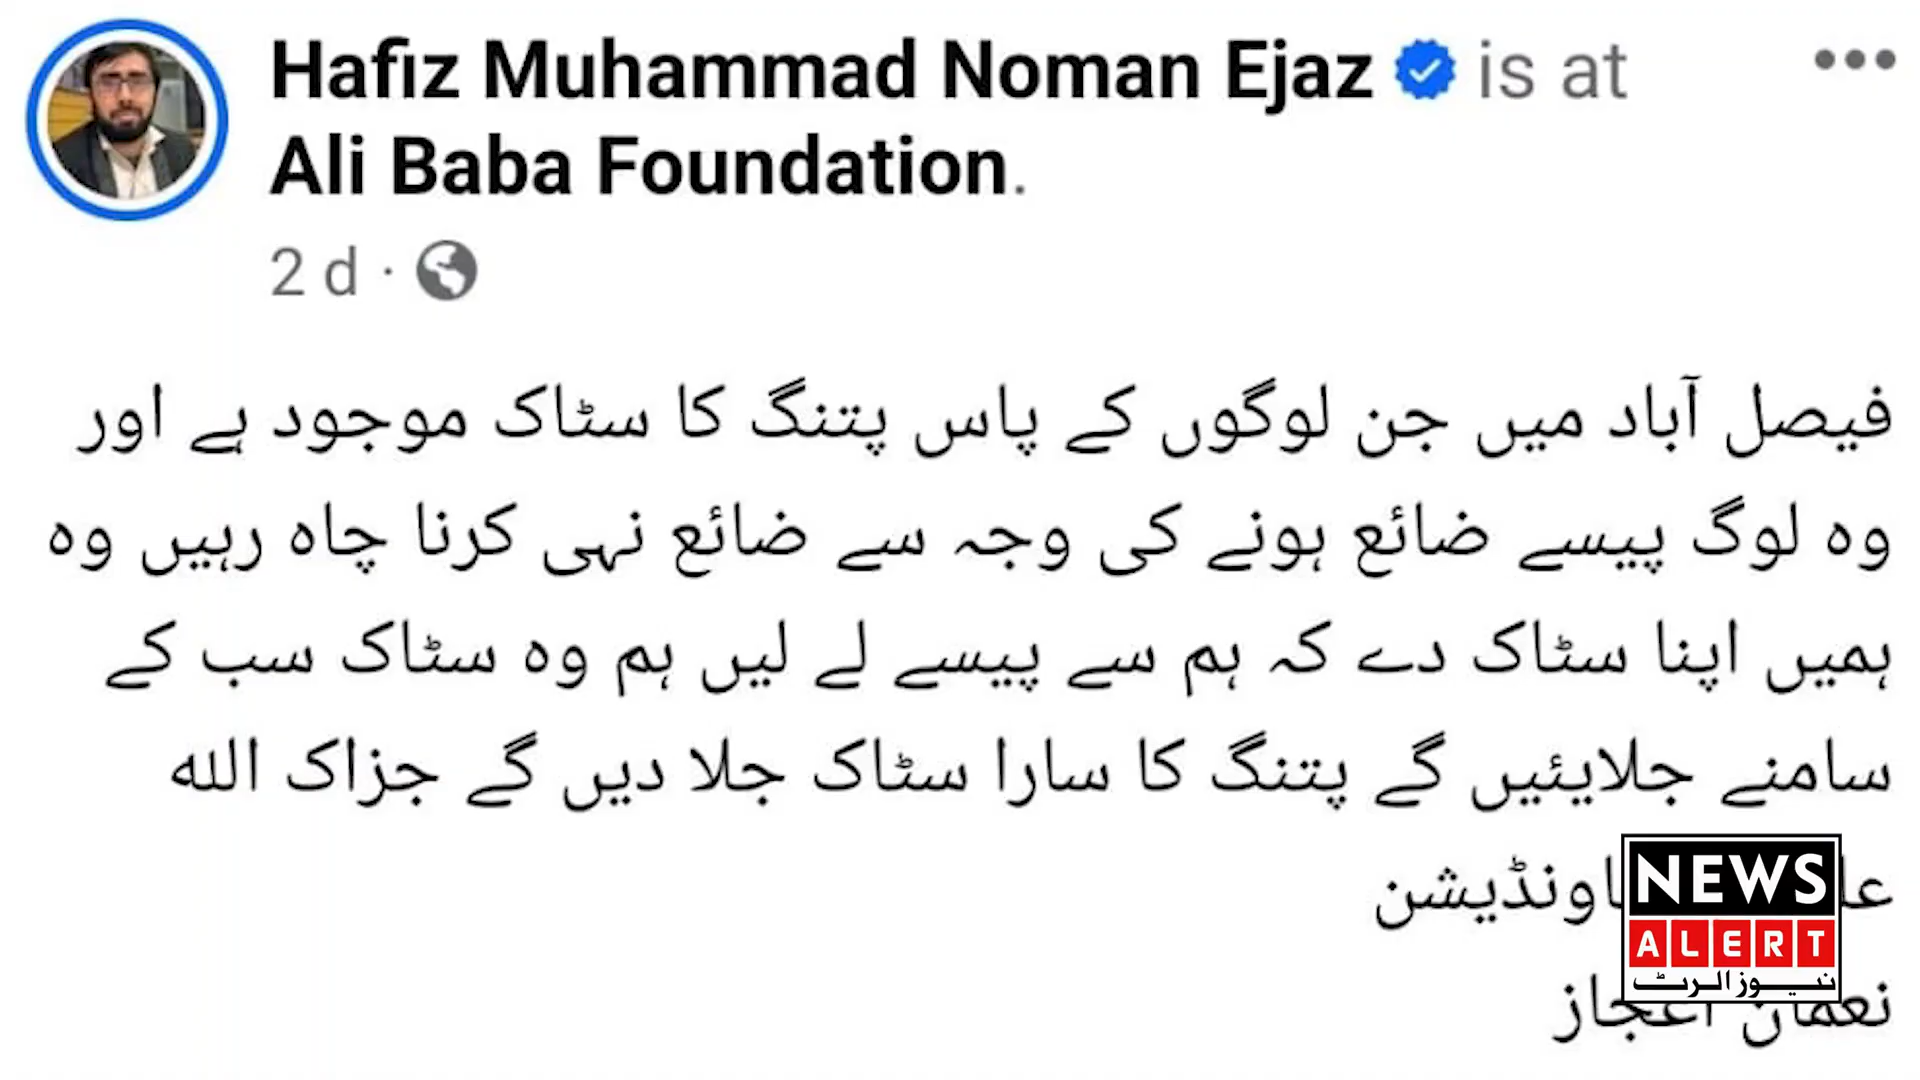 Hafiz Muhammad Noman Ejaz is at
Ali Baba Foundation.
2 d ·
فیصل آباد میں جن لوگوں کے پاس پتنگ کا سٹاک موجود ہے اور
وہ لوگ پیسے ضائع ہونے کی وجہ سے ضائع نہی کرنا چاہ رہیں وہ
ہمیں اپنا سٹاک دے کہ ہم سے پیسے لے لیں ہم وہ سٹاک سب کے
سامنے جلایئیں گے پتنگ کا سارا سٹاک جلا دیں گے جزاک اللہ
نعمان اعجاز
NEWS
ALERT
نیوز الرٹ